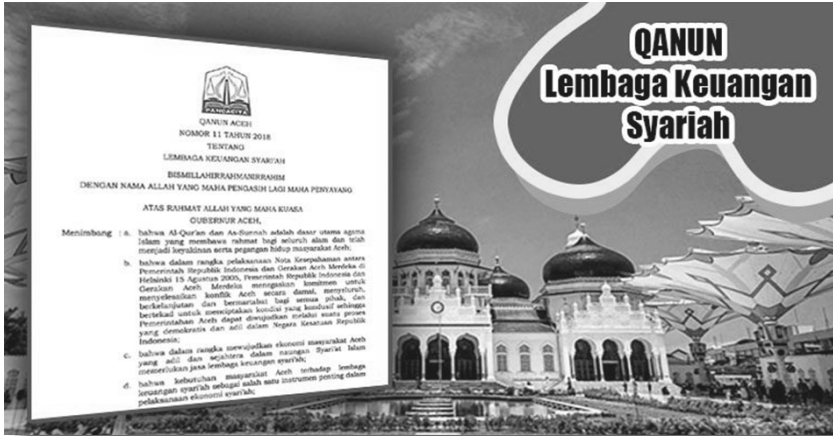 QANUN
Lembaga Keuangan
Syariah
PANCACITA
QANUN ACEH
NOMOR 11 TAHUN 2018
TENTANG
LEMBAGA KEUANGAN SYARI'AH
BISMILLAHIRRAHMANIRRAHIM
DENGAN NAMA ALLAH YANG MAHA PENGASIH LAGI MAHA PENYAYANG
ATAS RAHMAT ALLAH YANG MAHA KUASA
GUBERNUR ACEH,
Menimbang : a. bahwa Al-Qur'an dan As-Sunnah adalah dasar utama agama
Islam yang membawa rahmat bagi seluruh alam dan telah
menjadi keyakinan serta pegangan hidup masyarakat Aceh;
b. bahwa dalam rangka pelaksanaan Nota Kesepahaman antara
Pemerintah Republik Indonesia dan Gerakan Aceh Merdeka di
Helsinki 15 Agustus 2005, Pemerintah Republik Indonesia dan
Gerakan Aceh Merdeka menegaskan komitmen untuk
menyelesaikan konflik Aceh secara damai, menyeluruh,
berkelanjutan dan bermartabat bagi semua pihak, dan
bertekad untuk menciptakan kondisi yang kondusif sehingga
Pemerintahan Aceh dapat diwujudkan melalui suatu proses
yang demokratis dan adil dalam Negara Kesatuan Republik
Indonesia;
c. bahwa dalam rangka mewujudkan ekonomi masyarakat Aceh
yang adil dan sejahtera dalam naungan Syari'at Islam
memerlukan jasa lembaga keuangan syari'ah;
d. bahwa kebutuhan masyarakat Aceh terhadap lembaga
keuangan syari'ah sebagai salah satu instrumen penting dalam
pelaksanaan ekonomi syari'ah;